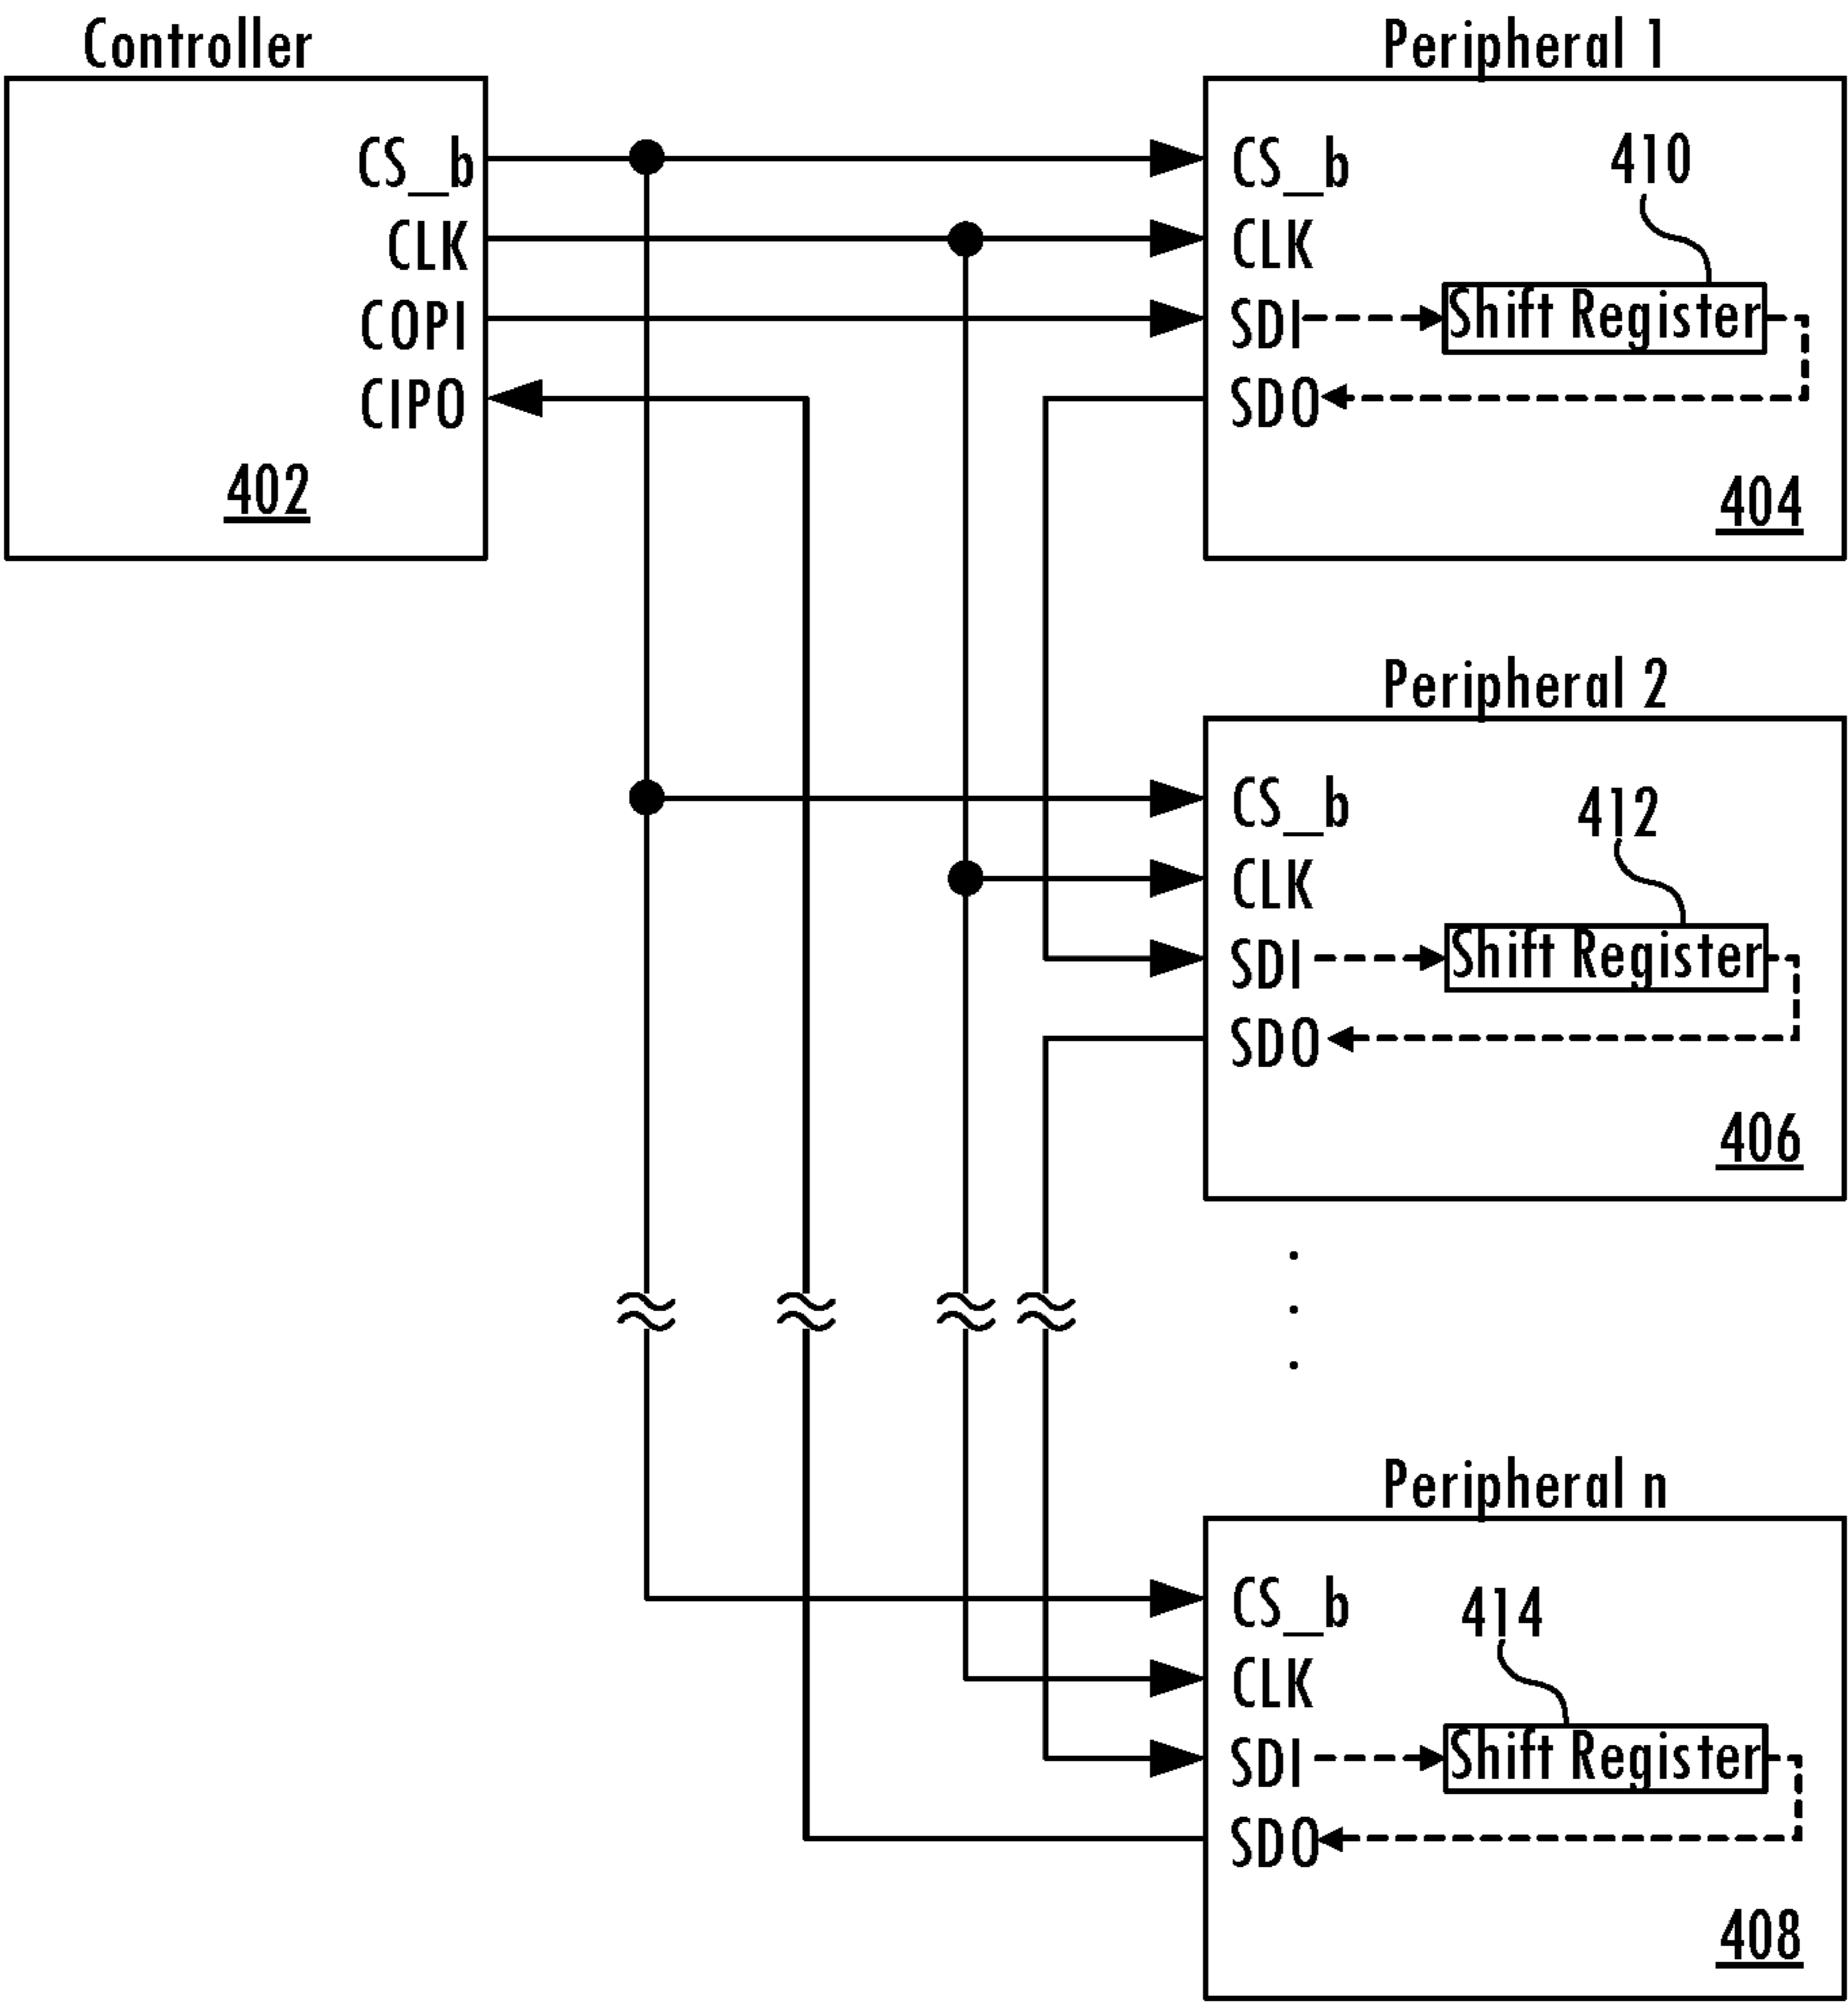 Controller
CS_b
CLK
COPI
CIPO
402
Peripheral 1
CS_b
410
CLK
SDI
Shift Register
SDO
404
Peripheral 2
CS_b
412
CLK
SDI
Shift Register
SDO
406
.
.
.
Peripheral n
CS_b
414
CLK
SDI
Shift Register
SDO
408